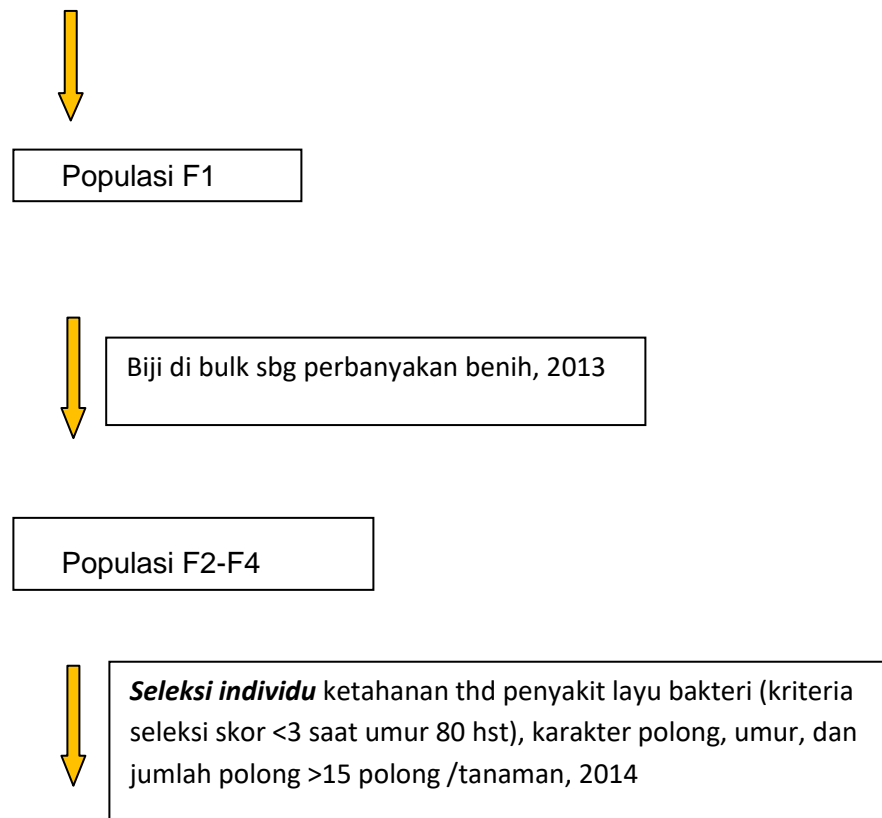 Populasi F1
Biji di bulk sbg perbanyakan benih, 2013
Populasi F2-F4
Seleksi individu ketahanan thd penyakit layu bakteri (kriteria
seleksi skor <3 saat umur 80 hst), karakter polong, umur, dan
jumlah polong >15 polong /tanaman, 2014